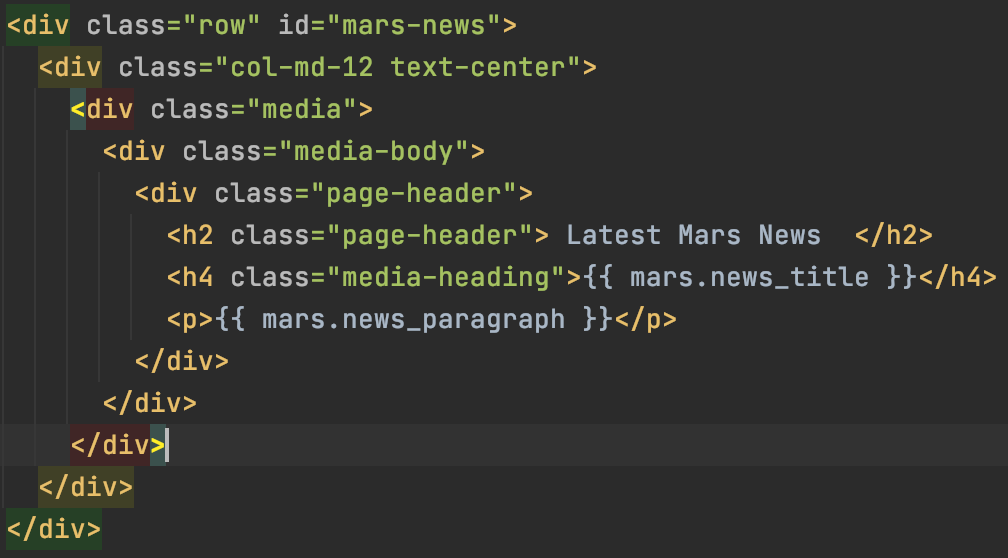 <div class="row" id="mars-news">
  <div class="col-md-12 text-center">
    <div class="media">
      <div class="media-body">
        <div class="page-header">
          <h2 class="page-header"> Latest Mars News  </h2>
          <h4 class="media-heading">{{ mars.news_title }}</h4>
          <p>{{ mars.news_paragraph }}</p>
        </div>
      </div>
    </div>
  </div>
</div>